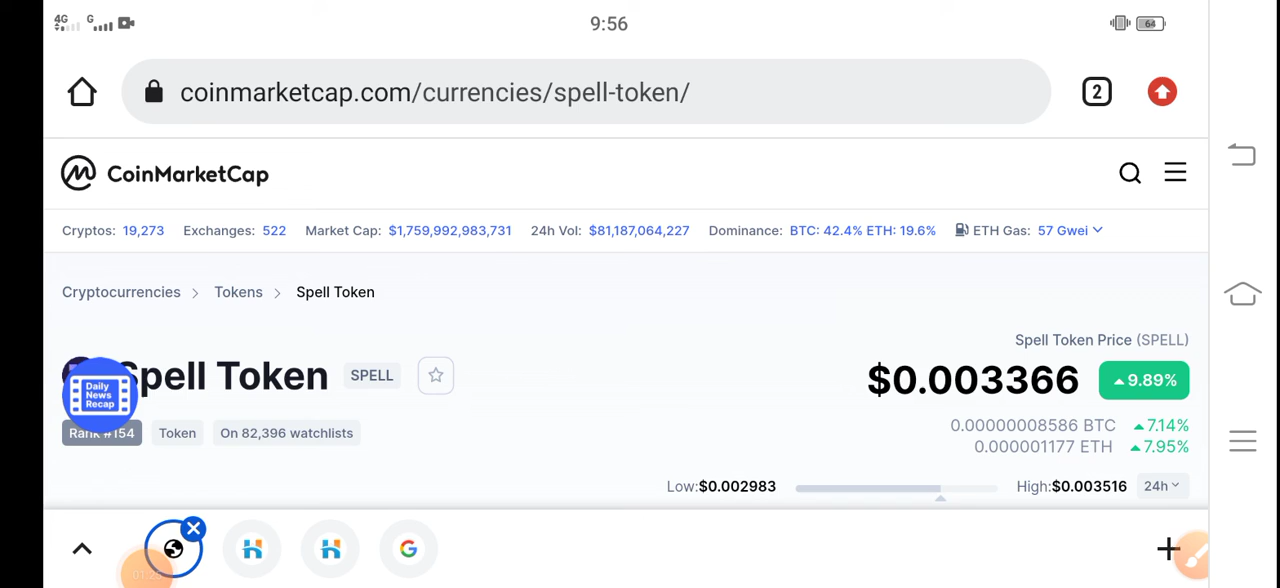 4G G 9:56 64
coinmarketcap.com/currencies/spell-token/ 2
CoinMarketCap
Cryptos: 19,273 Exchanges: 522 Market Cap: $1,759,992,983,731 24h Vol: $81,187,064,227 Dominance: BTC: 42.4% ETH: 19.6% ETH Gas: 57 Gwei
Cryptocurrencies > Tokens > Spell Token
Spell Token Price (SPELL)
Spell Token SPELL $0.003366 9.89%
Daily
News
Recap
Rank #154 Token On 82,396 watchlists
0.00000008586 BTC 7.14%
0.000001177 ETH 7.95%
Low:$0.002983 High:$0.003516 24h